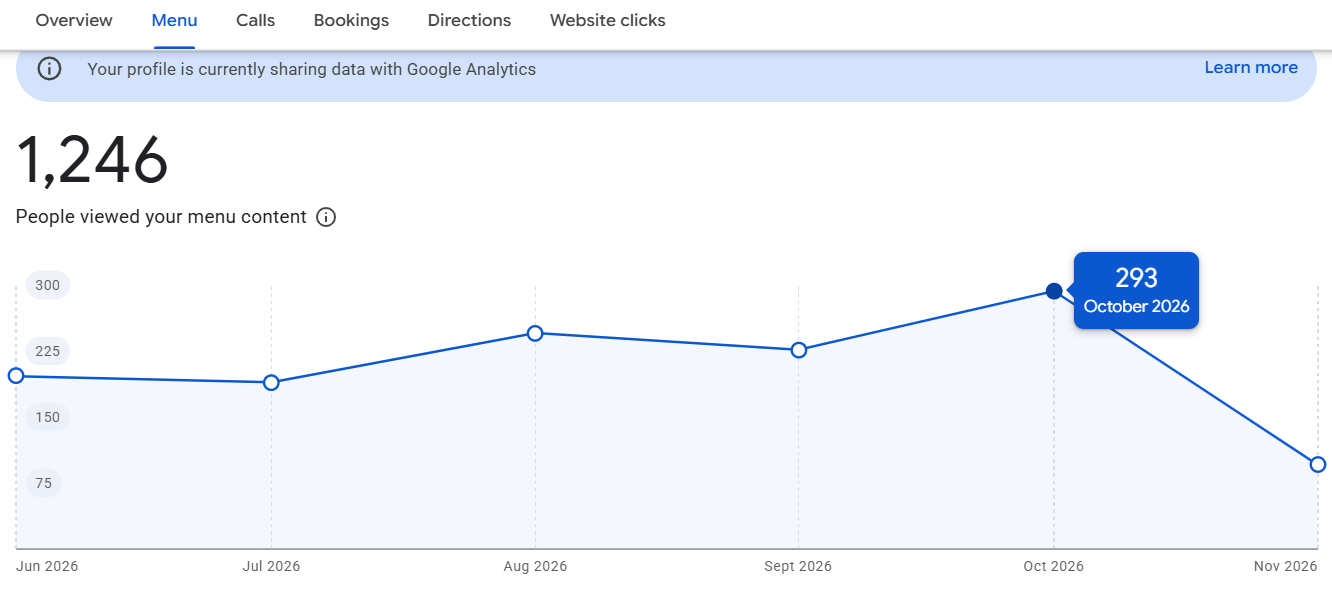 Overview Menu Calls Bookings Directions Website clicks
Your profile is currently sharing data with Google Analytics Learn more
1,246
People viewed your menu content
293
October 2026
300
225
150
75
Jun 2026 Jul 2026 Aug 2026 Sept 2026 Oct 2026 Nov 2026